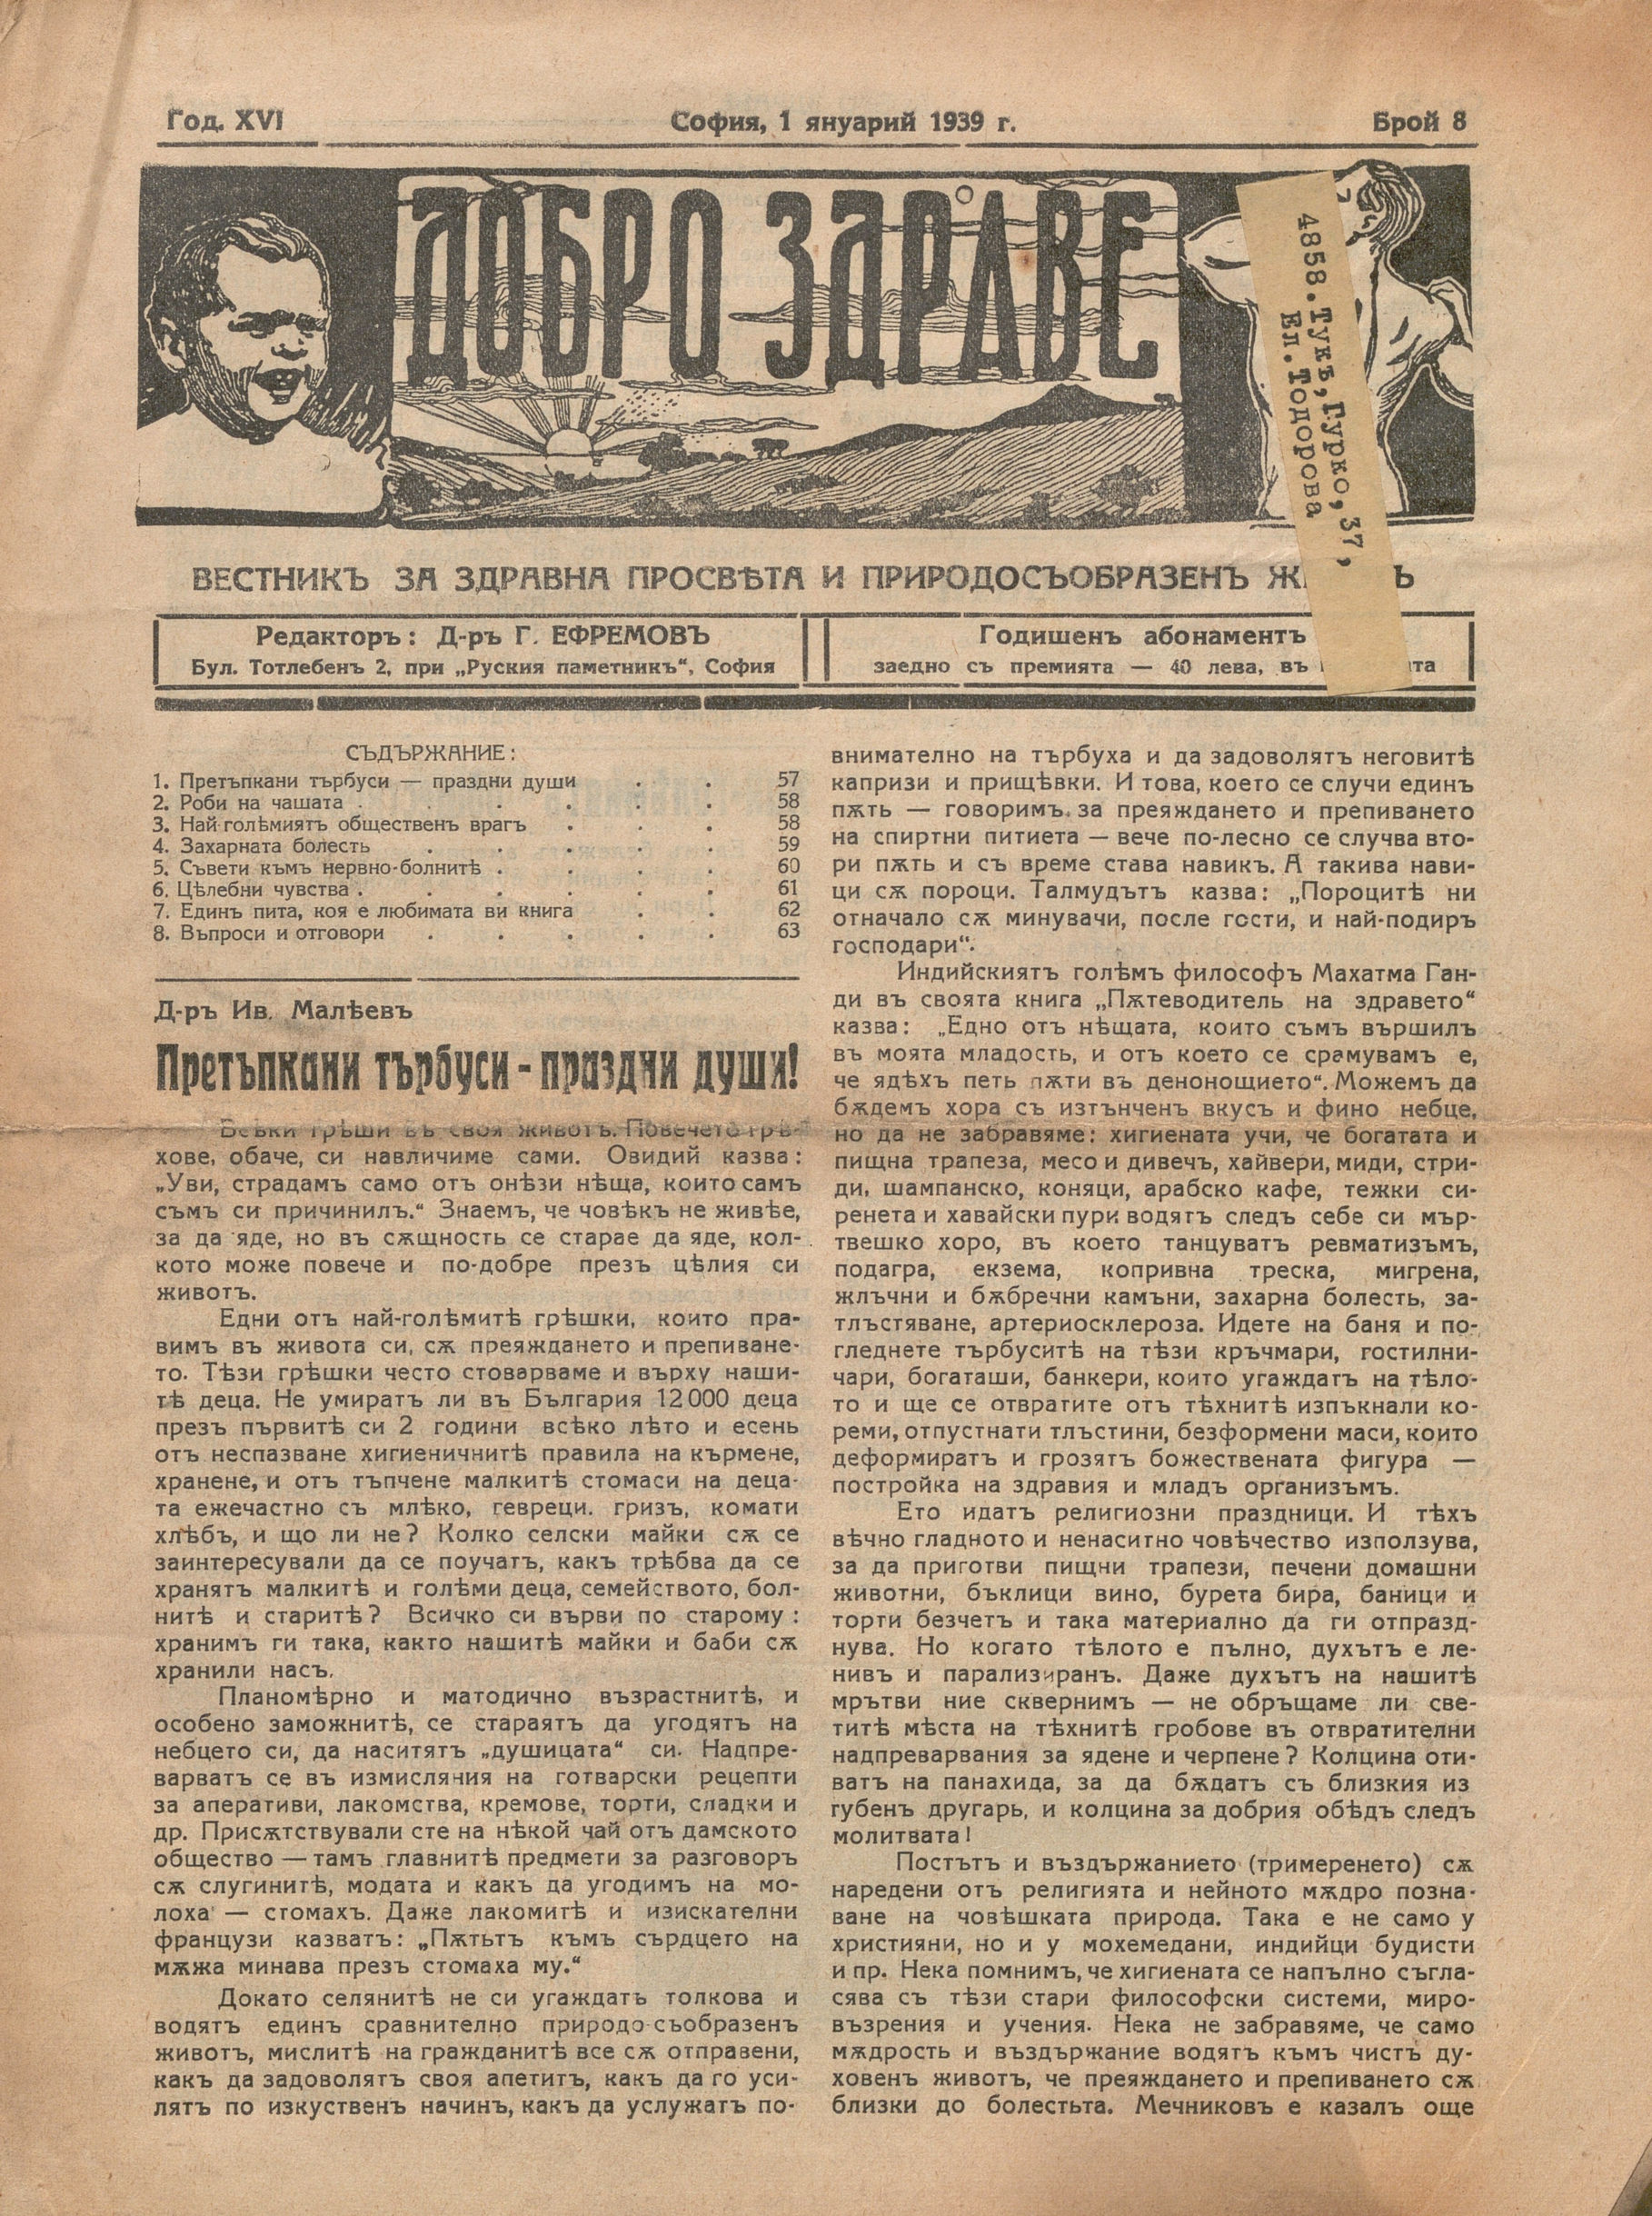 Год. XVI
София, 1 януарий 1939 г.
Брой 8
ДОБРО ЗДРАВЕ
4858. Тукъ, Гурко, 37,
Ел. Тодорова
ВЕСТНИКЪ ЗА ЗДРАВНА ПРОСВѢТА И ПРИРОДОСЪОБРАЗЕНЪ
Редакторъ: Д-ръ Г. ЕФРЕМОВЪ
Бул. Тотлебенъ 2, при „Руския паметникъ“, София
Годишенъ абонаментъ
заедно съ премията — 40 лева, въ
СЪДЪРЖАНИЕ:
1. Претъпкани търбуси — праздни души . . 57
2. Роби на чашата . . . . . . 58
3. Най-голѣмиятъ общественъ врагъ . . . 58
4. Захарната болесть . . . . . 59
5. Съвети къмъ нервно-болнитѣ . . . . 60
6. Цѣлебни чувства . . . . . . 61
7. Единъ пита, коя е любимата ви книга . . 62
8. Въпроси и отговори . . . . . 63
Д-ръ Ив. Малѣевъ
Претъпкани търбуси - праздни души!
Всѣки грѣши въ своя животъ. Повечето грѣ-
хове, обаче, си навличиме сами. Овидий казва:
„Уви, страдамъ само отъ онѣзи нѣща, които самъ
съмъ си причинилъ.“ Знаемъ, че човѣкъ не живѣе,
за да яде, но въ сѫщность се старае да яде, кол-
кото може повече и по-добре презъ цѣлия си
животъ.
Едни отъ най-голѣмитѣ грѣшки, които пра-
вимъ въ живота си, сѫ преяждането и препиване-
то. Тѣзи грѣшки често стоварваме и върху наши-
тѣ деца. Не умиратъ ли въ България 12000 деца
презъ първитѣ си 2 години всѣко лѣто и есень
отъ неспазване хигиеничнитѣ правила на кърмене,
хранене, и отъ тъпчене малкитѣ стомаси на деца-
та ежечастно съ млѣко, гевреци. гризъ, комати
хлѣбъ, и що ли не? Колко селски майки сѫ се
заинтересували да се поучатъ, какъ трѣбва да се
хранятъ малкитѣ и голѣми деца, семейството, бол-
нитѣ и старитѣ? Всичко си върви по старому:
хранимъ ги така, както нашитѣ майки и баби сѫ
хранили насъ.
Планомѣрно и матодично възрастнитѣ, и
особено заможнитѣ, се стараятъ да угодятъ на
небцето си, да наситятъ „душицата“ си. Надпре-
варватъ се въ измисляния на готварски рецепти
за аперативи, лакомства, кремове, торти, сладки и
др. Присѫтствували сте на нѣкой чай отъ дамското
общество — тамъ главнитѣ предмети за разговоръ
сѫ слугинитѣ, модата и какъ да угодимъ на мо-
лоха — стомахъ. Даже лакомитѣ и изискателни
французи казватъ: „Пѫтьтъ къмъ сърдцето на
мѫжа минава презъ стомаха му.“
Докато селянитѣ не си угаждатъ толкова и
водятъ единъ сравнително природо-съобразенъ
животъ, мислитѣ на гражданитѣ все сѫ отправени,
какъ да задоволятъ своя апетитъ, какъ да го уси-
лятъ по изкуственъ начинъ, какъ да услужатъ по-
внимателно на търбуха и да задоволятъ неговитѣ
капризи и прищѣвки. И това, което се случи единъ
пѫть — говоримъ за преяждането и препиването
на спиртни питиета — вече по-лесно се случва вто-
ри пѫть и съ време става навикъ. А такива нави-
ци сѫ пороци. Талмудътъ казва: „Пороцитѣ ни
отначало сѫ минувачи, после гости, и най-подиръ
господари“.
Индийскиятъ голѣмъ философъ Махатма Ган-
ди въ своята книга „Пѫтеводитель на здравето“
казва: „Едно отъ нѣщата, които съмъ вършилъ
въ моята младость, и отъ което се срамувамъ е,
че ядѣхъ петь пѫти въ денонощието“. Можемъ да
бѫдемъ хора съ изтънченъ вкусъ и фино небце,
но да не забравяме: хигиената учи, че богатата и
пищна трапеза, месо и дивечъ, хайвери, миди, стри-
ди, шампанско, коняци, арабско кафе, тежки си-
ренета и хавайски пури водятъ следъ себе си мър-
твешко хоро, въ което танцуватъ ревматизъмъ,
подагра, екзема, копривна треска, мигрена,
жлъчни и бѫбречни камъни, захарна болесть, за-
тлъстяване, артериосклероза. Идете на баня и по-
гледнете търбуситѣ на тѣзи кръчмари, гостилни-
чари, богаташи, банкери, които угаждатъ на тѣло-
то и ще се отвратите отъ тѣхнитѣ изпъкнали ко-
реми, отпустнати тлъстини, безформени маси, които
деформиратъ и грозятъ божествената фигура —
постройка на здравия и младъ организъмъ.
Ето идатъ религиозни праздници. И тѣхъ
вѣчно гладното и ненаситно човѣчество използува,
за да приготви пищни трапези, печени домашни
животни, бъклици вино, бурета бира, баници и
торти безчетъ и така материално да ги отпразд-
нува. Но когато тѣлото е пълно, духътъ е ле-
нивъ и парализиранъ. Даже духътъ на нашитѣ
мрътви ние сквернимъ — не обръщаме ли све-
титѣ мѣста на тѣхнитѣ гробове въ отвратителни
надпреварвания за ядене и черпене? Колцина оти-
ватъ на панахида, за да бѫдатъ съ близкия из
губенъ другарь, и колцина за добрия обѣдъ следъ
молитвата!
Постътъ и въздържанието (тримеренето) сѫ
наредени отъ религията и нейното мѫдро позна-
ване на човѣшката природа. Така е не само у
християни, но и у мохемедани, индийци будисти
и пр. Нека помнимъ, че хигиената се напълно съгла-
сява съ тѣзи стари философски системи, миро-
възрения и учения. Нека не забравяме, че само
мѫдрость и въздържание водятъ къмъ чистъ ду-
ховенъ животъ, че преяждането и препиването сѫ
близки до болестьта. Мечниковъ е казалъ още